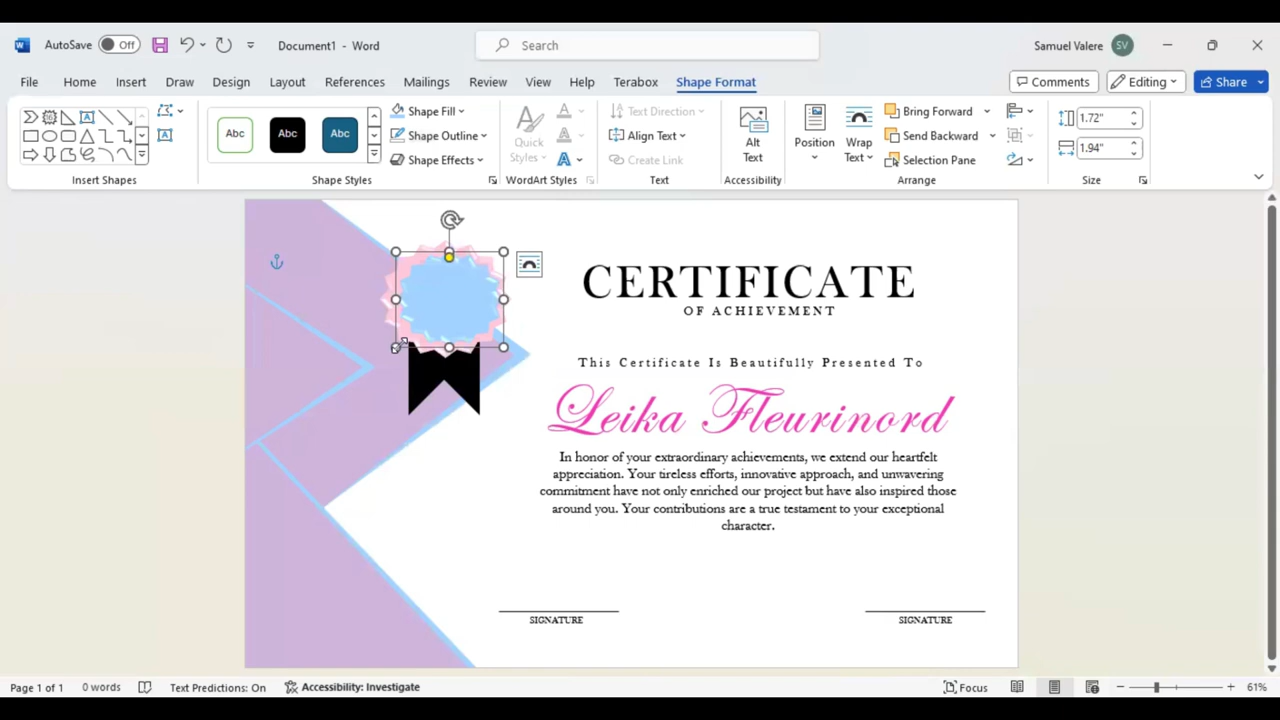 AutoSave Off Document1 - Word Search Samuel Valere SV
File Home Insert Draw Design Layout References Mailings Review View Help Terabox Shape Format Comments Editing Share
Abc Abc Abc
Shape Fill
Shape Outline
Shape Effects
Quick Styles
Text Direction
Align Text
Create Link
Alt Text
Position
Wrap Text
Bring Forward
Send Backward
Selection Pane
1.72"
1.94"
Insert Shapes Shape Styles WordArt Styles Text Accessibility Arrange Size
CERTIFICATE
OF ACHIEVEMENT
This Certificate Is Beautifully Presented To
Leika Fleurinord
In honor of your extraordinary achievements, we extend our heartfelt
appreciation. Your tireless efforts, innovative approach, and unwavering
commitment have not only enriched our project but have also inspired those
around you. Your contributions are a true testament to your exceptional
character.
SIGNATURE SIGNATURE
Page 1 of 1 0 words Text Predictions: On Accessibility: Investigate Focus 61%